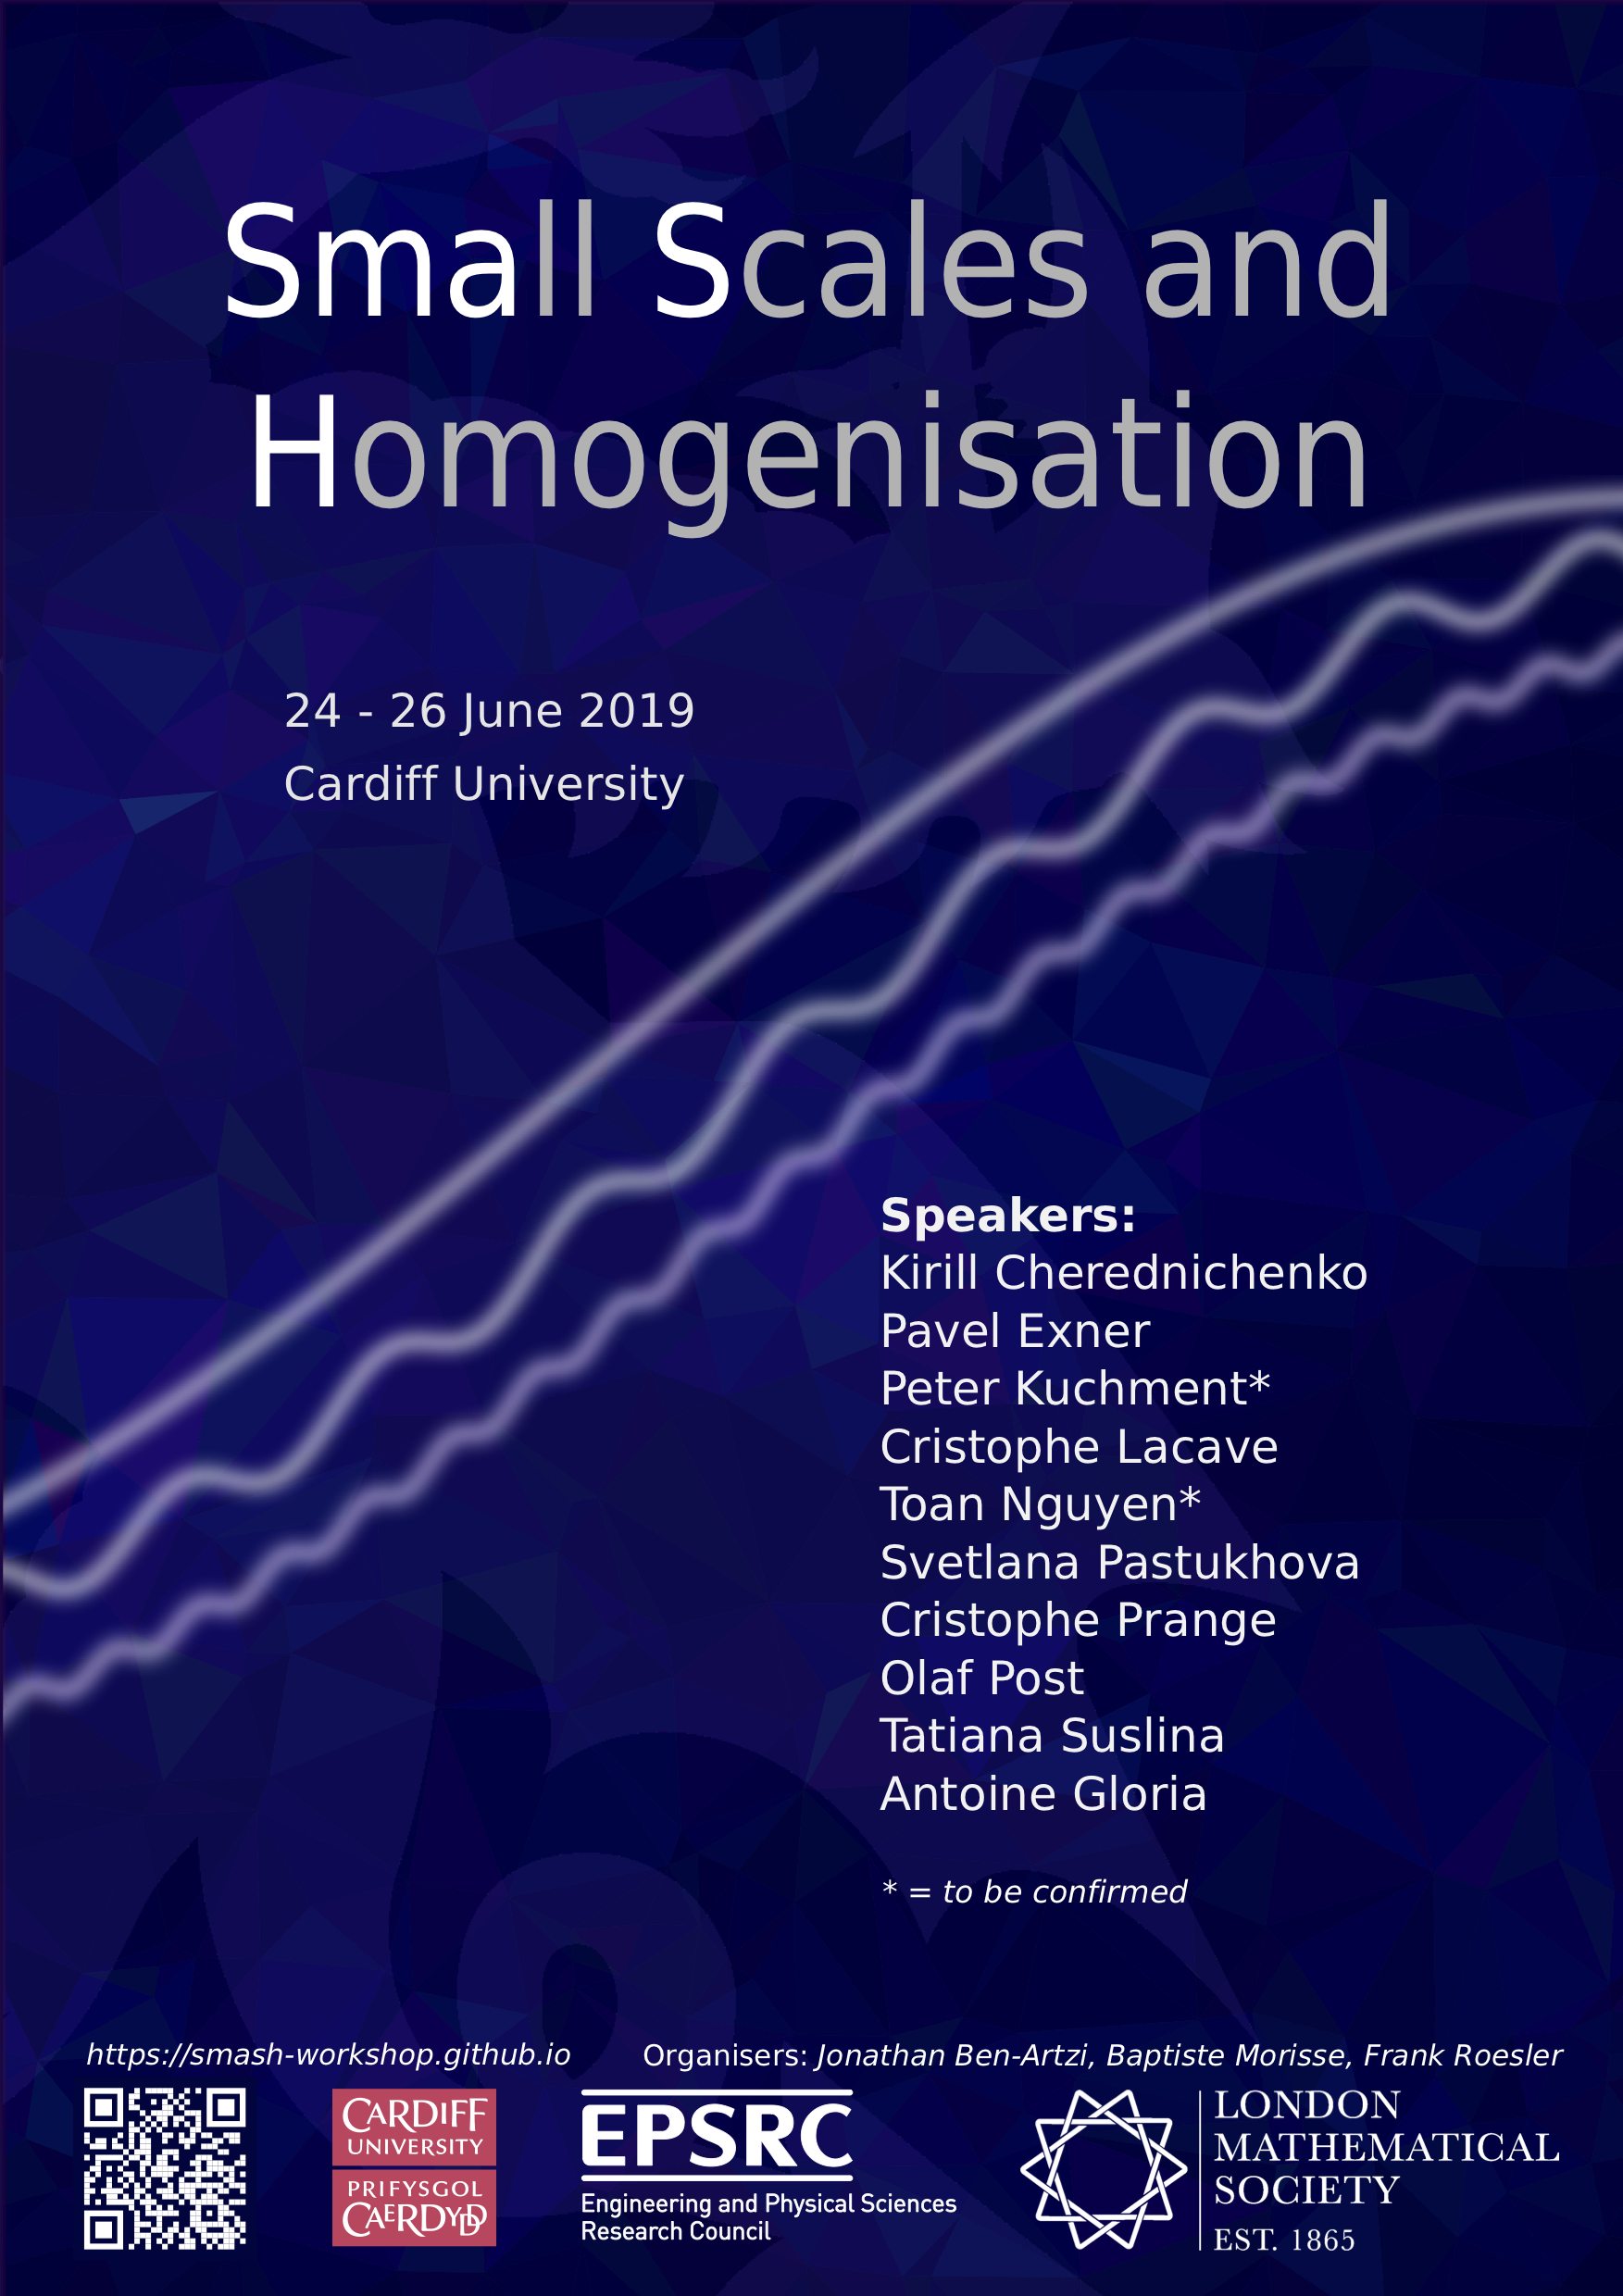 Small Scales and
Homogenisation
24 - 26 June 2019
Cardiff University
Speakers:
Kirill Cherednichenko
Pavel Exner
Peter Kuchment*
Cristophe Lacave
Toan Nguyen*
Svetlana Pastukhova
Cristophe Prange
Olaf Post
Tatiana Suslina
Antoine Gloria
* = to be confirmed
https://smash-workshop.github.io
Organisers: Jonathan Ben-Artzi, Baptiste Morisse, Frank Roesler
CARDIFF
UNIVERSITY
PRIFYSGOL
CAERDYDD
EPSRC
Engineering and Physical Sciences
Research Council
LONDON
MATHEMATICAL
SOCIETY
EST. 1865